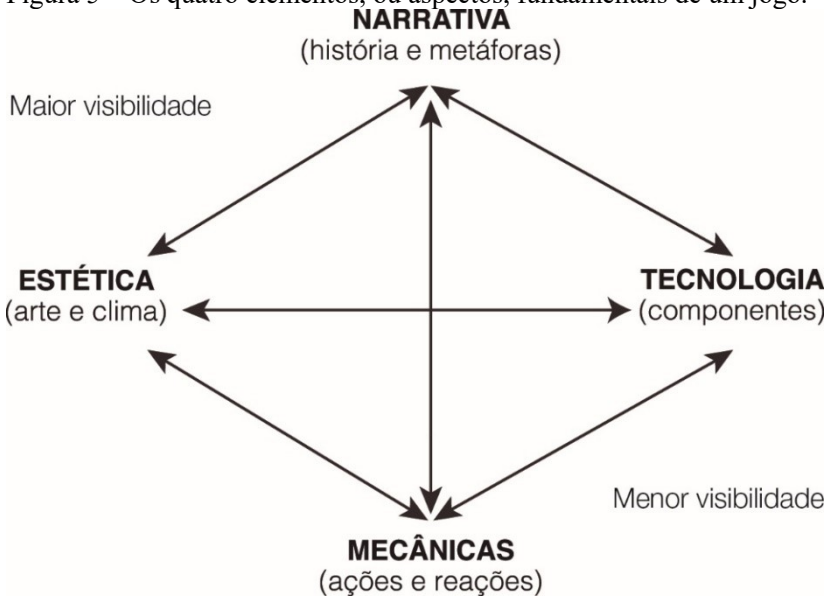 Figura 3 – Os quatro elementos, ou aspectos, fundamentais de um jogo.
NARRATIVA
(história e metáforas)
Maior visibilidade
ESTÉTICA
(arte e clima)
TECNOLOGIA
(componentes)
Menor visibilidade
MECÂNICAS
(ações e reações)